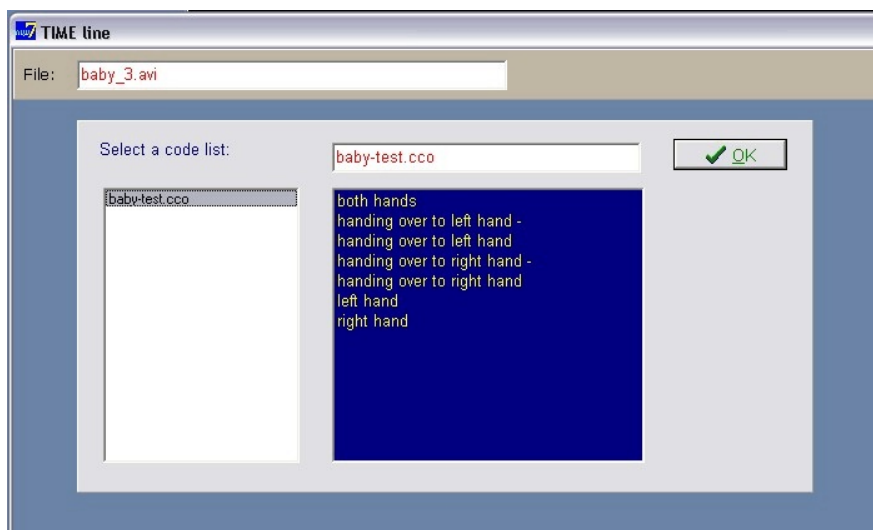 TIME line
File: baby_3.avi
Select a code list: baby-test.cco OK
baby-test.cco
both hands
handing over to left hand -
handing over to left hand
handing over to right hand -
handing over to right hand
left hand
right hand